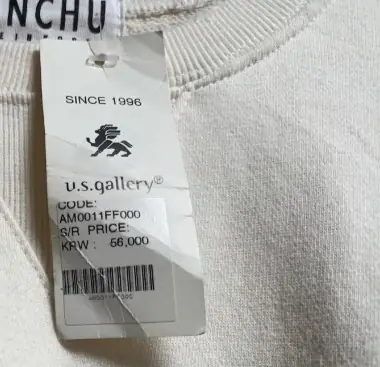 NCHU
SINCE 1996
u.s.gallery®
CODE:
AM0011FF000
S/R PRICE:
KRW : 56,000